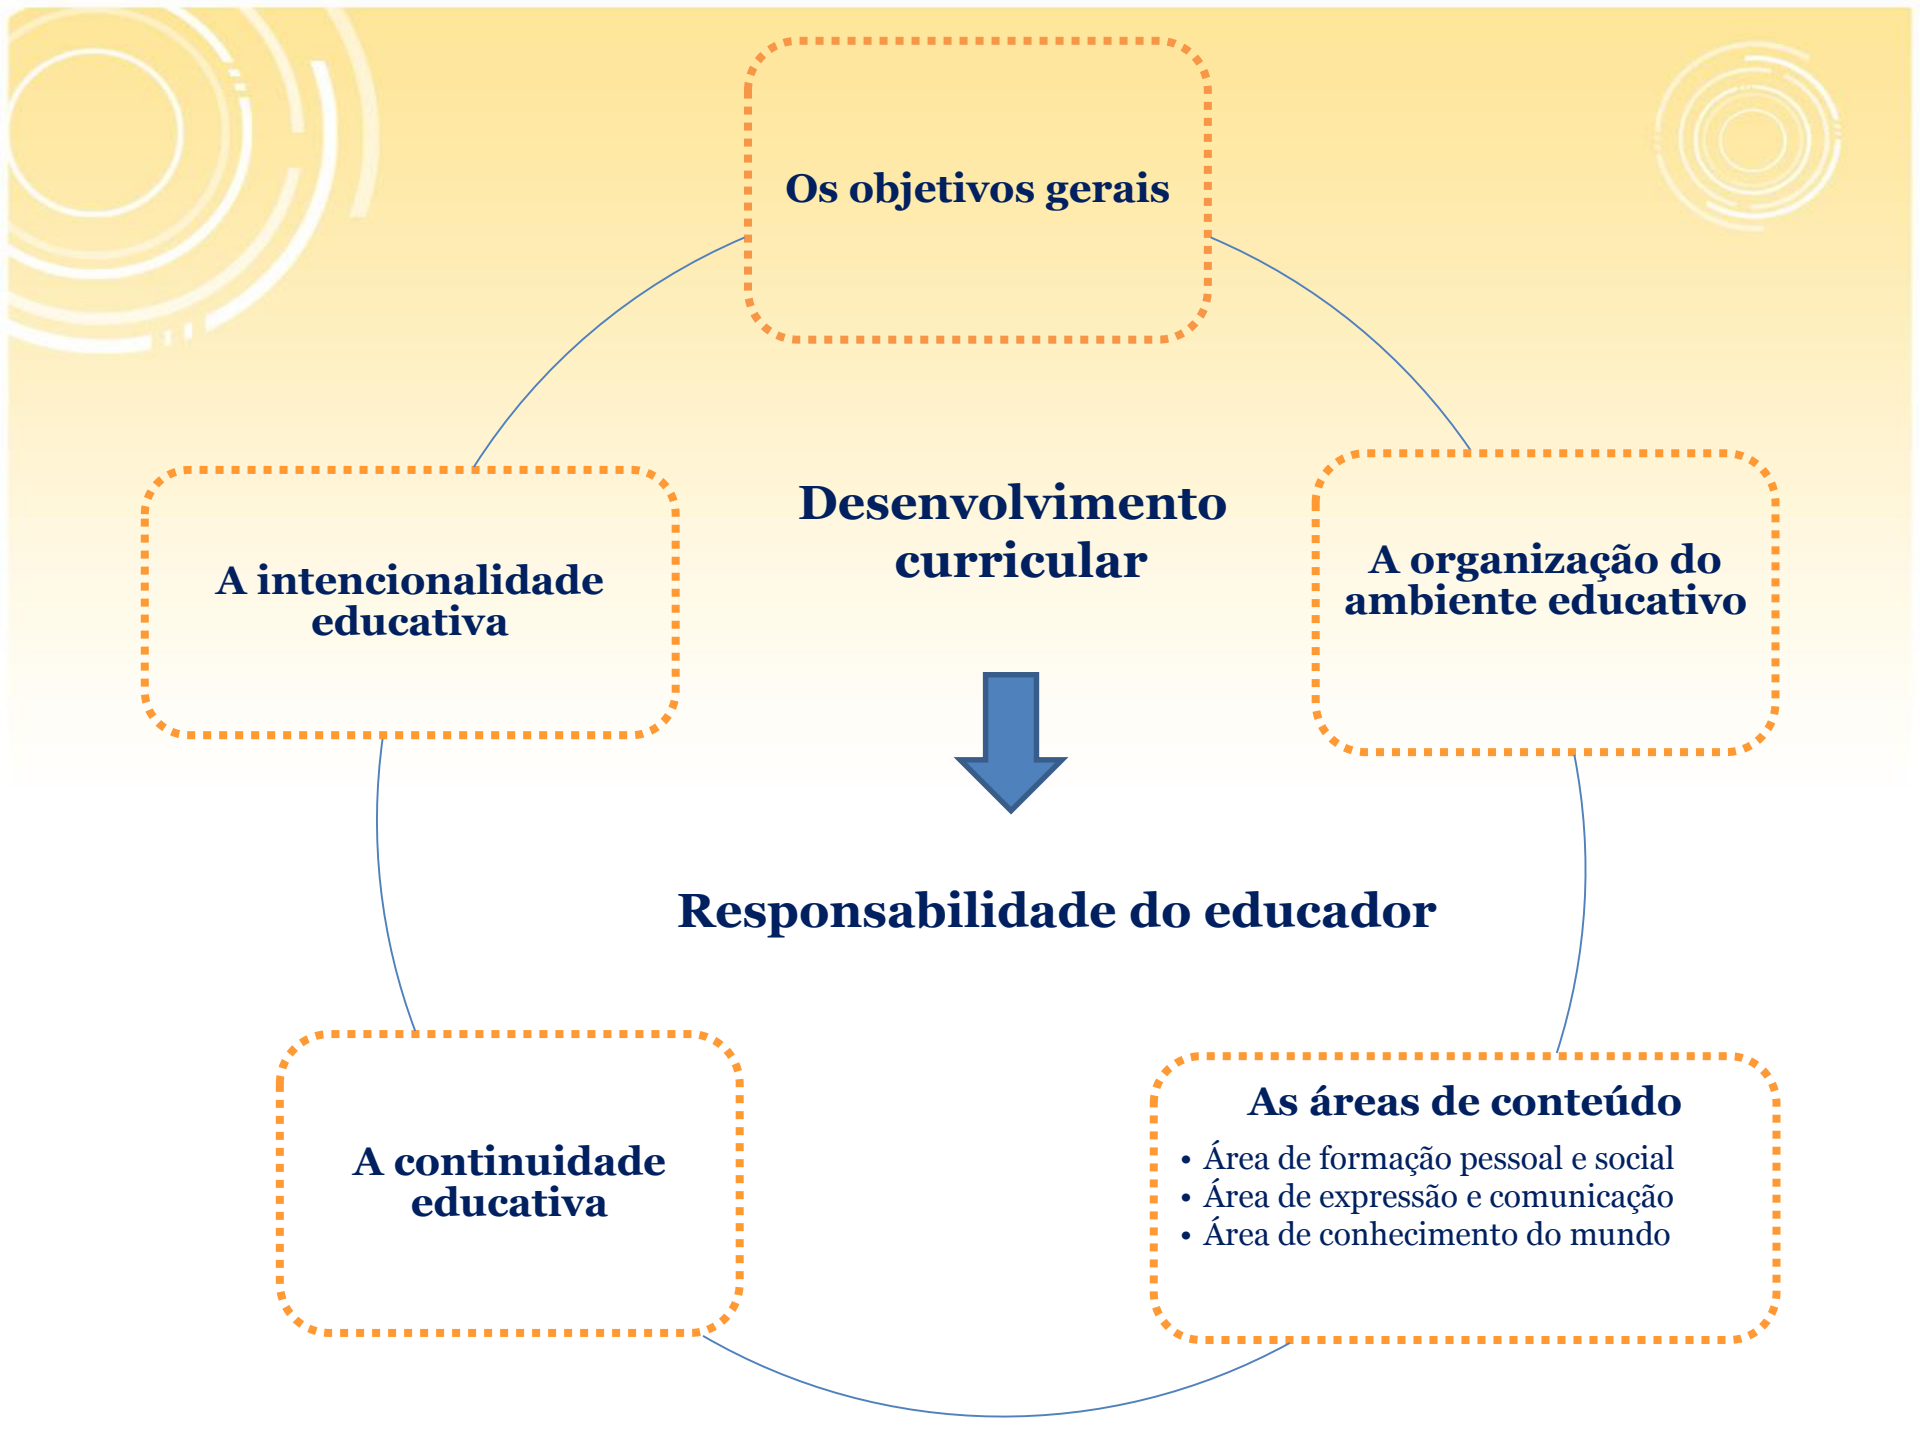 Os objetivos gerais
Desenvolvimento
curricular
A intencionalidade
educativa
A organização do
ambiente educativo
Responsabilidade do educador
A continuidade
educativa
As áreas de conteúdo
• Área de formação pessoal e social
• Área de expressão e comunicação
• Área de conhecimento do mundo